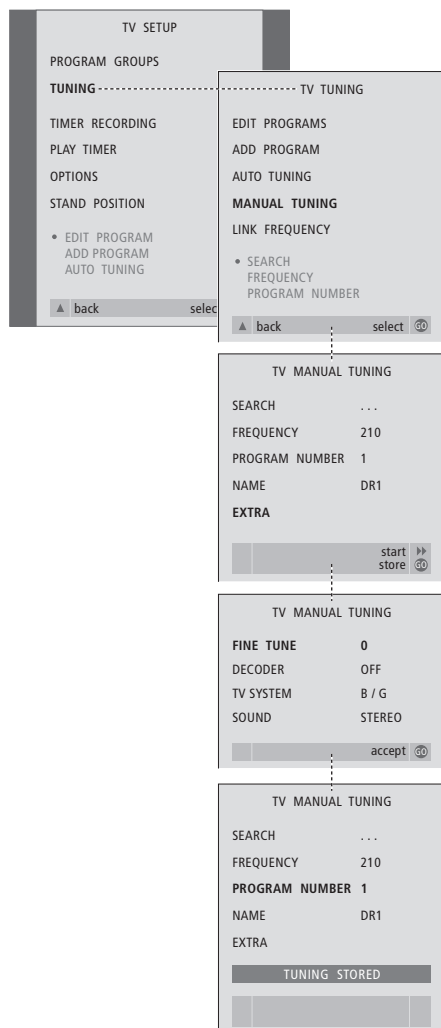 TV SETUP
PROGRAM GROUPS
TUNING
TIMER RECORDING
PLAY TIMER
OPTIONS
STAND POSITION
• EDIT PROGRAM
ADD PROGRAM
AUTO TUNING
▲ back selec
TV TUNING
EDIT PROGRAMS
ADD PROGRAM
AUTO TUNING
MANUAL TUNING
LINK FREQUENCY
• SEARCH
FREQUENCY
PROGRAM NUMBER
▲ back select GO
TV MANUAL TUNING
SEARCH . . .
FREQUENCY 210
PROGRAM NUMBER 1
NAME DR1
EXTRA
start
store GO
TV MANUAL TUNING
FINE TUNE 0
DECODER OFF
TV SYSTEM B / G
SOUND STEREO
accept GO
TV MANUAL TUNING
SEARCH . . .
FREQUENCY 210
PROGRAM NUMBER 1
NAME DR1
EXTRA
TUNING STORED